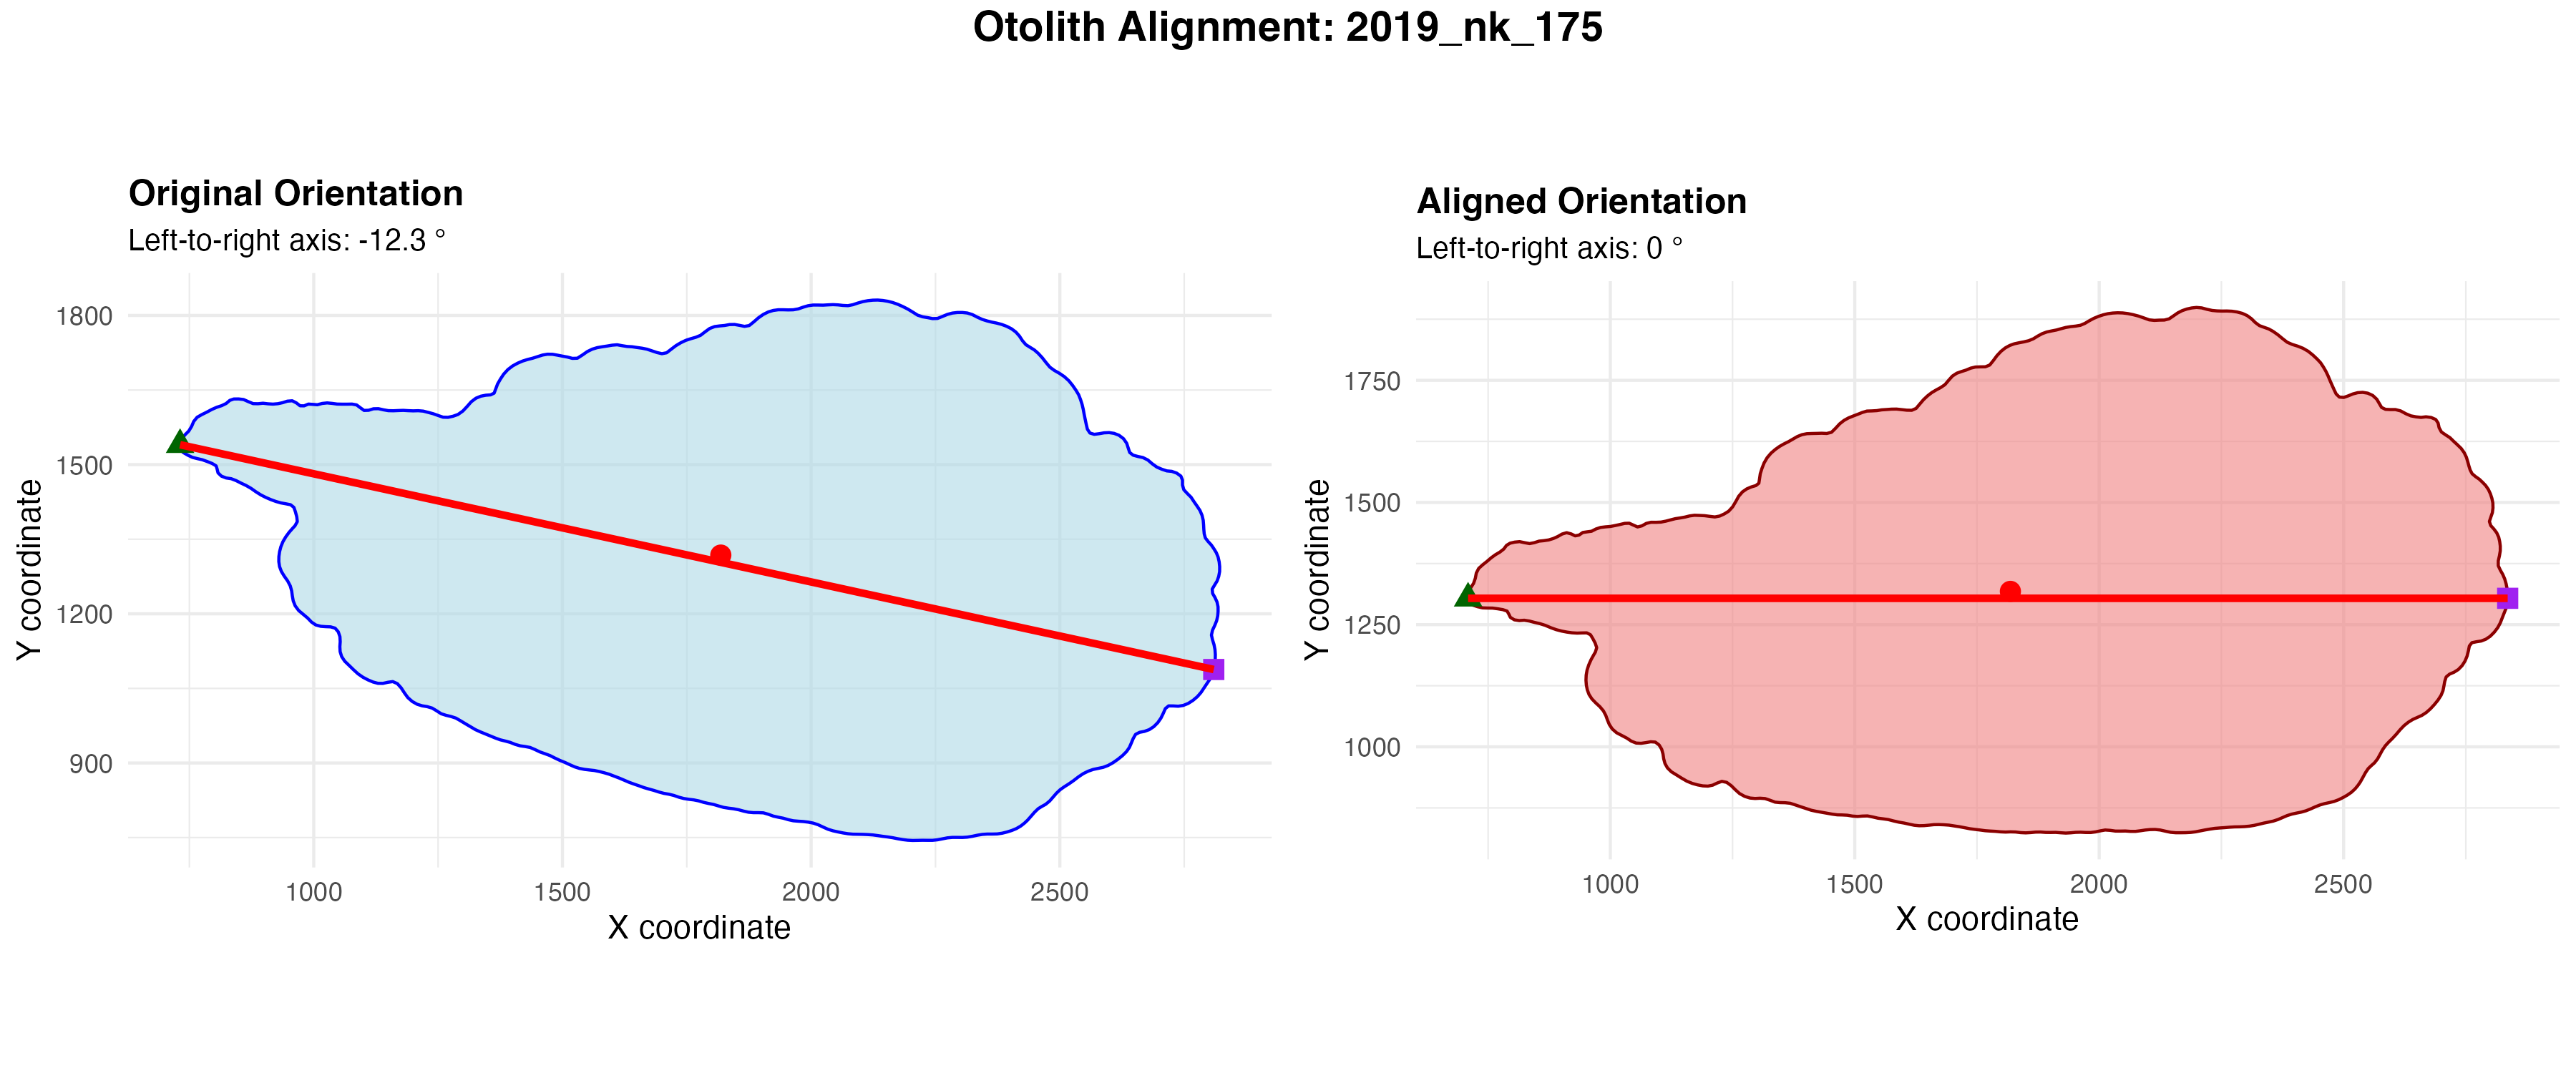 Otolith Alignment: 2019_nk_175
Original Orientation
Left-to-right axis: -12.3 °
1800
1500
1200
900
Y coordinate
1000 1500 2000 2500
X coordinate
Aligned Orientation
Left-to-right axis: 0 °
1750
1500
1250
1000
Y coordinate
1000 1500 2000 2500
X coordinate